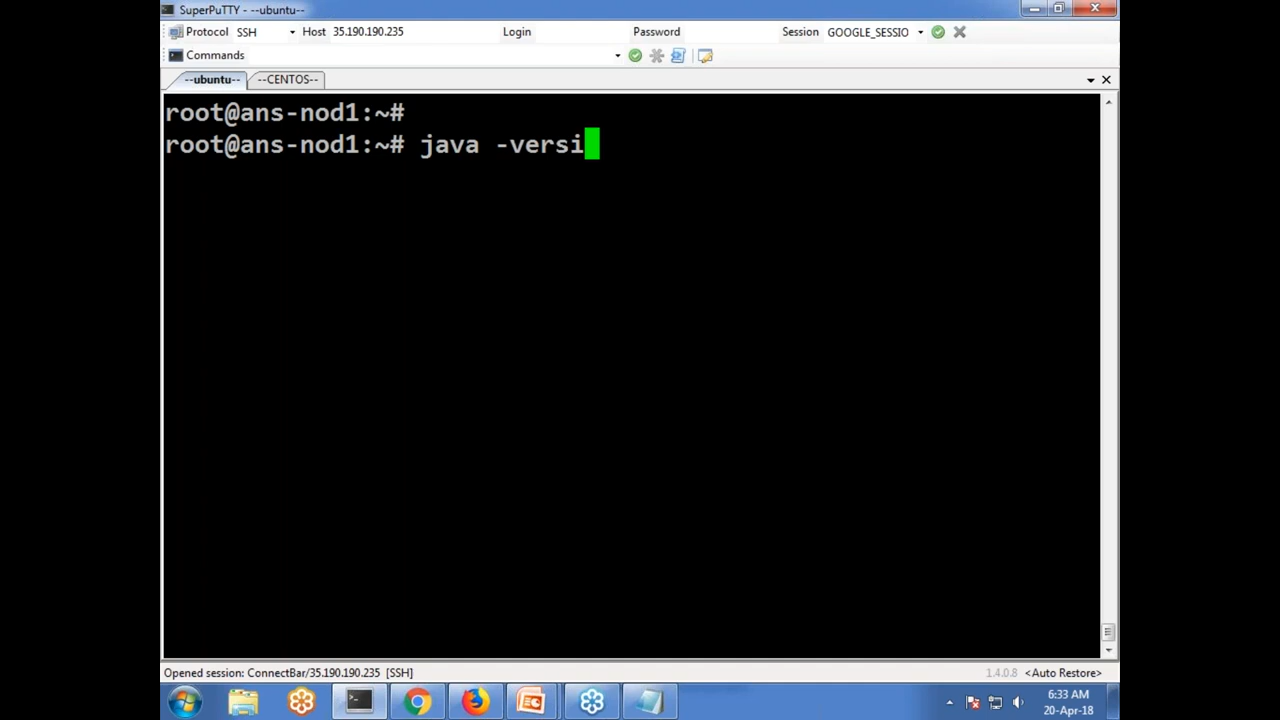 SuperPuTTY - --ubuntu--
Protocol SSH Host 35.190.190.235 Login Password Session GOOGLE_SESSIO
Commands
--ubuntu-- --CENTOS--
root@ans-nod1:~#
root@ans-nod1:~# java -versi
Opened session: ConnectBar/35.190.190.235 [SSH] 1.4.0.8 <Auto Restore>
6:33 AM
20-Apr-18